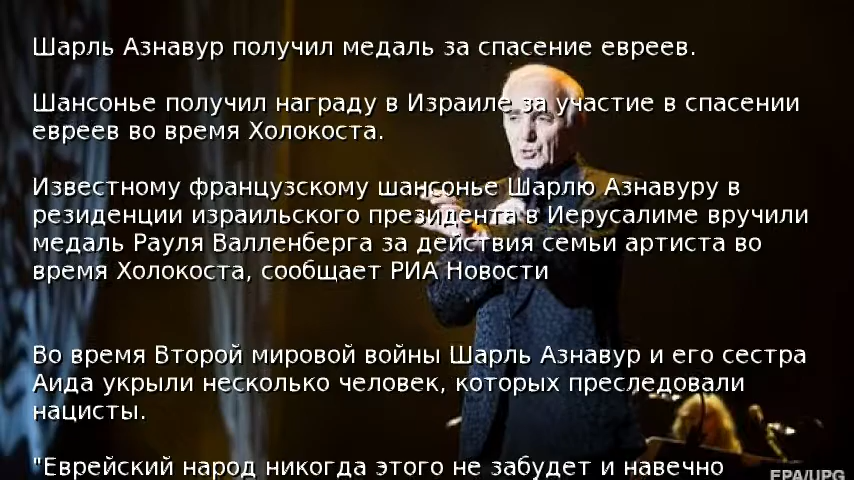 Шарль Азнавур получил медаль за спасение евреев.
Шансонье получил награду в Израиле за участие в спасении
евреев во время Холокоста.
Известному французскому шансонье Шарлю Азнавуру в
резиденции израильского президента в Иерусалиме вручили
медаль Рауля Валленберга за действия семьи артиста во
время Холокоста, сообщает РИА Новости
Во время Второй мировой войны Шарль Азнавур и его сестра
Аида укрыли несколько человек, которых преследовали
нацисты.
"Еврейский народ никогда этого не забудет и навечно
EPA/UPG